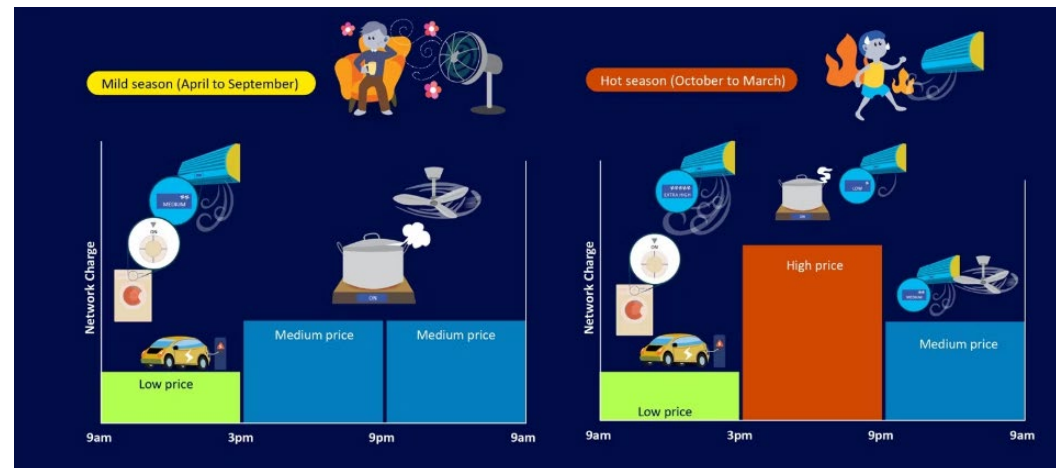 Mild season (April to September)
Hot season (October to March)
Network Charge
MEDIUM
ON
ON
Low price
Medium price
Medium price
9am
3pm
9pm
9am
Network Charge
EXTRA HIGH
ON
ON
LOW
MEDIUM
Low price
High price
Medium price
9am
3pm
9pm
9am